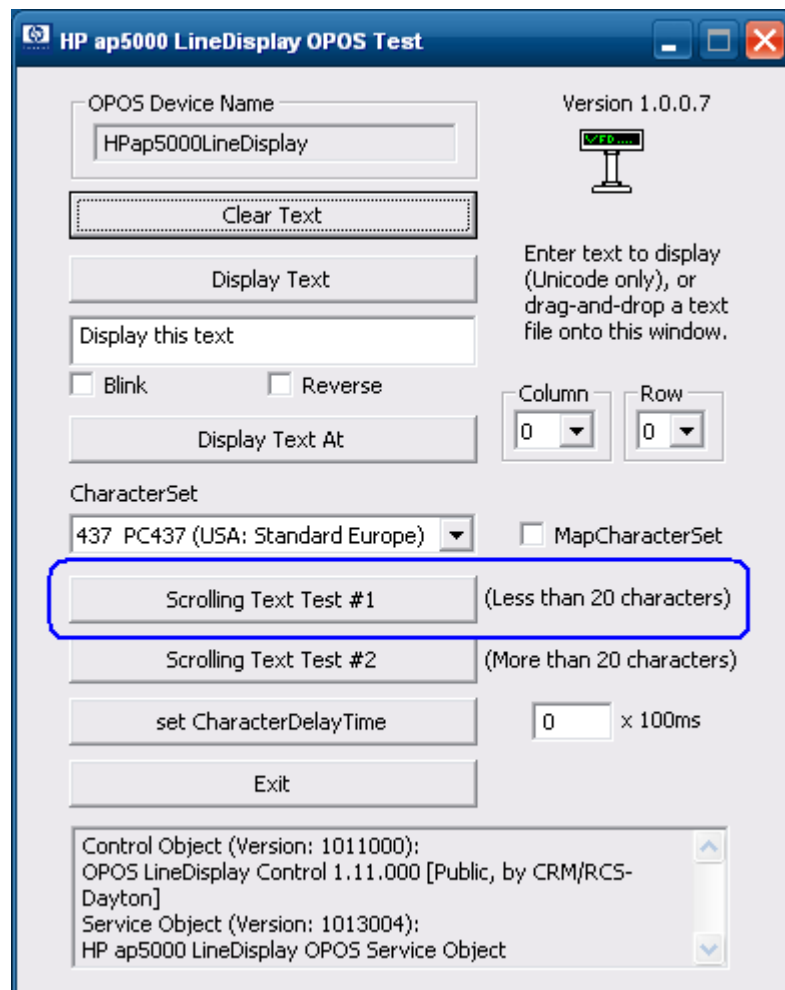 HP ap5000 LineDisplay OPOS Test
OPOS Device Name
Version 1.0.0.7
HPap5000LineDisplay
VFD....
Clear Text
Enter text to display
(Unicode only), or
drag-and-drop a text
file onto this window.
Display Text
Display this text
Blink
Reverse
Column
Row
0
0
Display Text At
CharacterSet
437 PC437 (USA: Standard Europe)
MapCharacterSet
Scrolling Text Test #1
(Less than 20 characters)
Scrolling Text Test #2
(More than 20 characters)
set CharacterDelayTime
0
x 100ms
Exit
Control Object (Version: 1011000):
OPOS LineDisplay Control 1.11.000 [Public, by CRM/RCS-
Dayton]
Service Object (Version: 1013004):
HP ap5000 LineDisplay OPOS Service Object